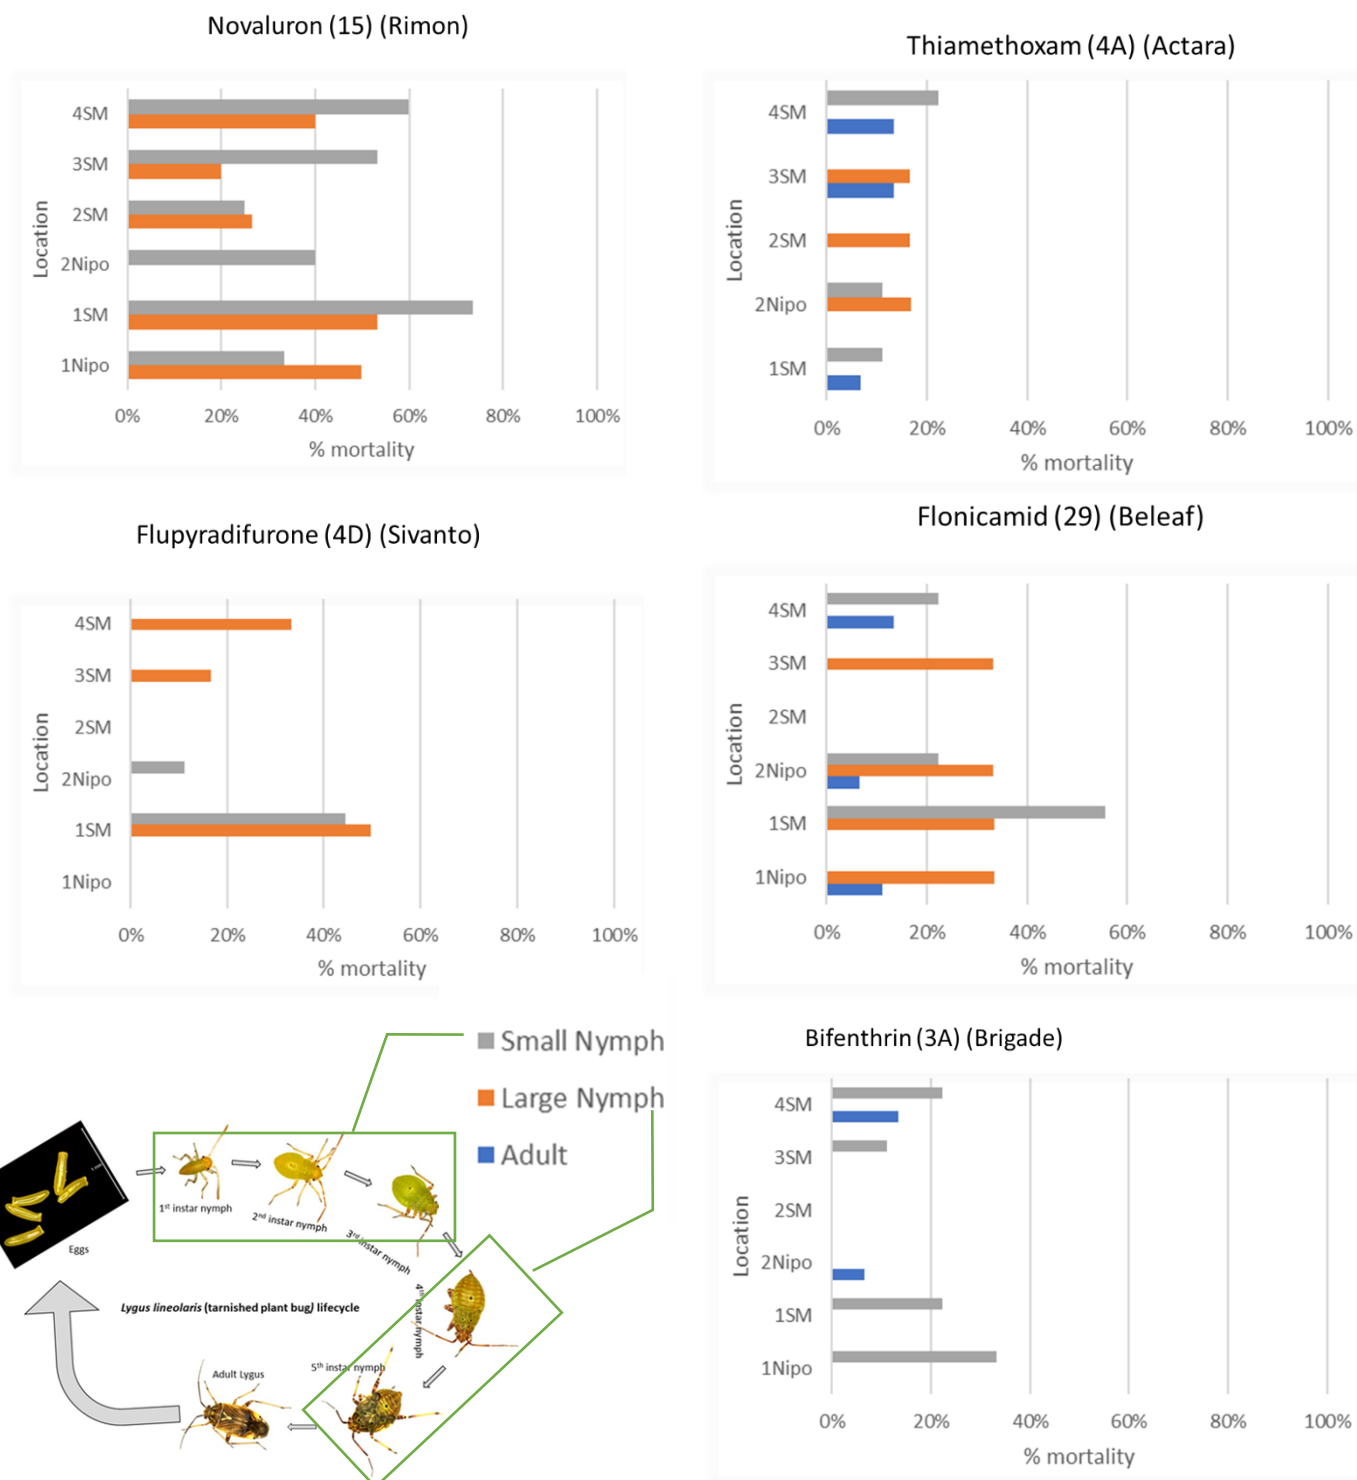 Novaluron (15) (Rimon)
Location
4SM
3SM
2SM
2Nipo
1SM
1Nipo
0% 20% 40% 60% 80% 100%
% mortality
Thiamethoxam (4A) (Actara)
Location
4SM
3SM
2SM
2Nipo
1SM
0% 20% 40% 60% 80% 100%
% mortality
Flupyradifurone (4D) (Sivanto)
Location
4SM
3SM
2SM
2Nipo
1SM
1Nipo
0% 20% 40% 60% 80% 100%
% mortality
Flonicamid (29) (Beleaf)
Location
4SM
3SM
2SM
2Nipo
1SM
1Nipo
0% 20% 40% 60% 80% 100%
% mortality
Small Nymph
Large Nymph
Adult
Eggs
1st instar nymph
2nd instar nymph
3rd instar nymph
4th instar nymph
5th instar nymph
Adult Lygus
Lygus lineolaris (tarnished plant bug) lifecycle
Bifenthrin (3A) (Brigade)
Location
4SM
3SM
2SM
2Nipo
1SM
1Nipo
0% 20% 40% 60% 80% 100%
% mortality